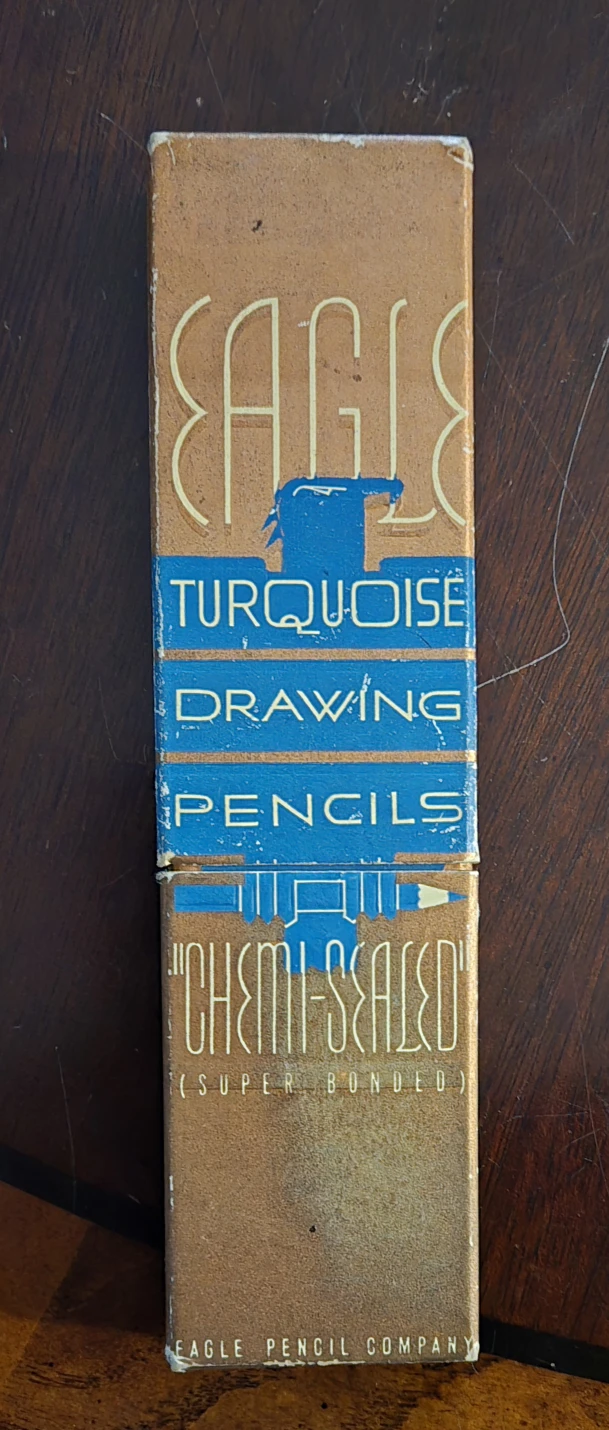 EAGLE
TURQUOISE
DRAWING
PENCILS
"CHEMI-SEALED"
(SUPER BONDED)
EAGLE PENCIL COMPANY